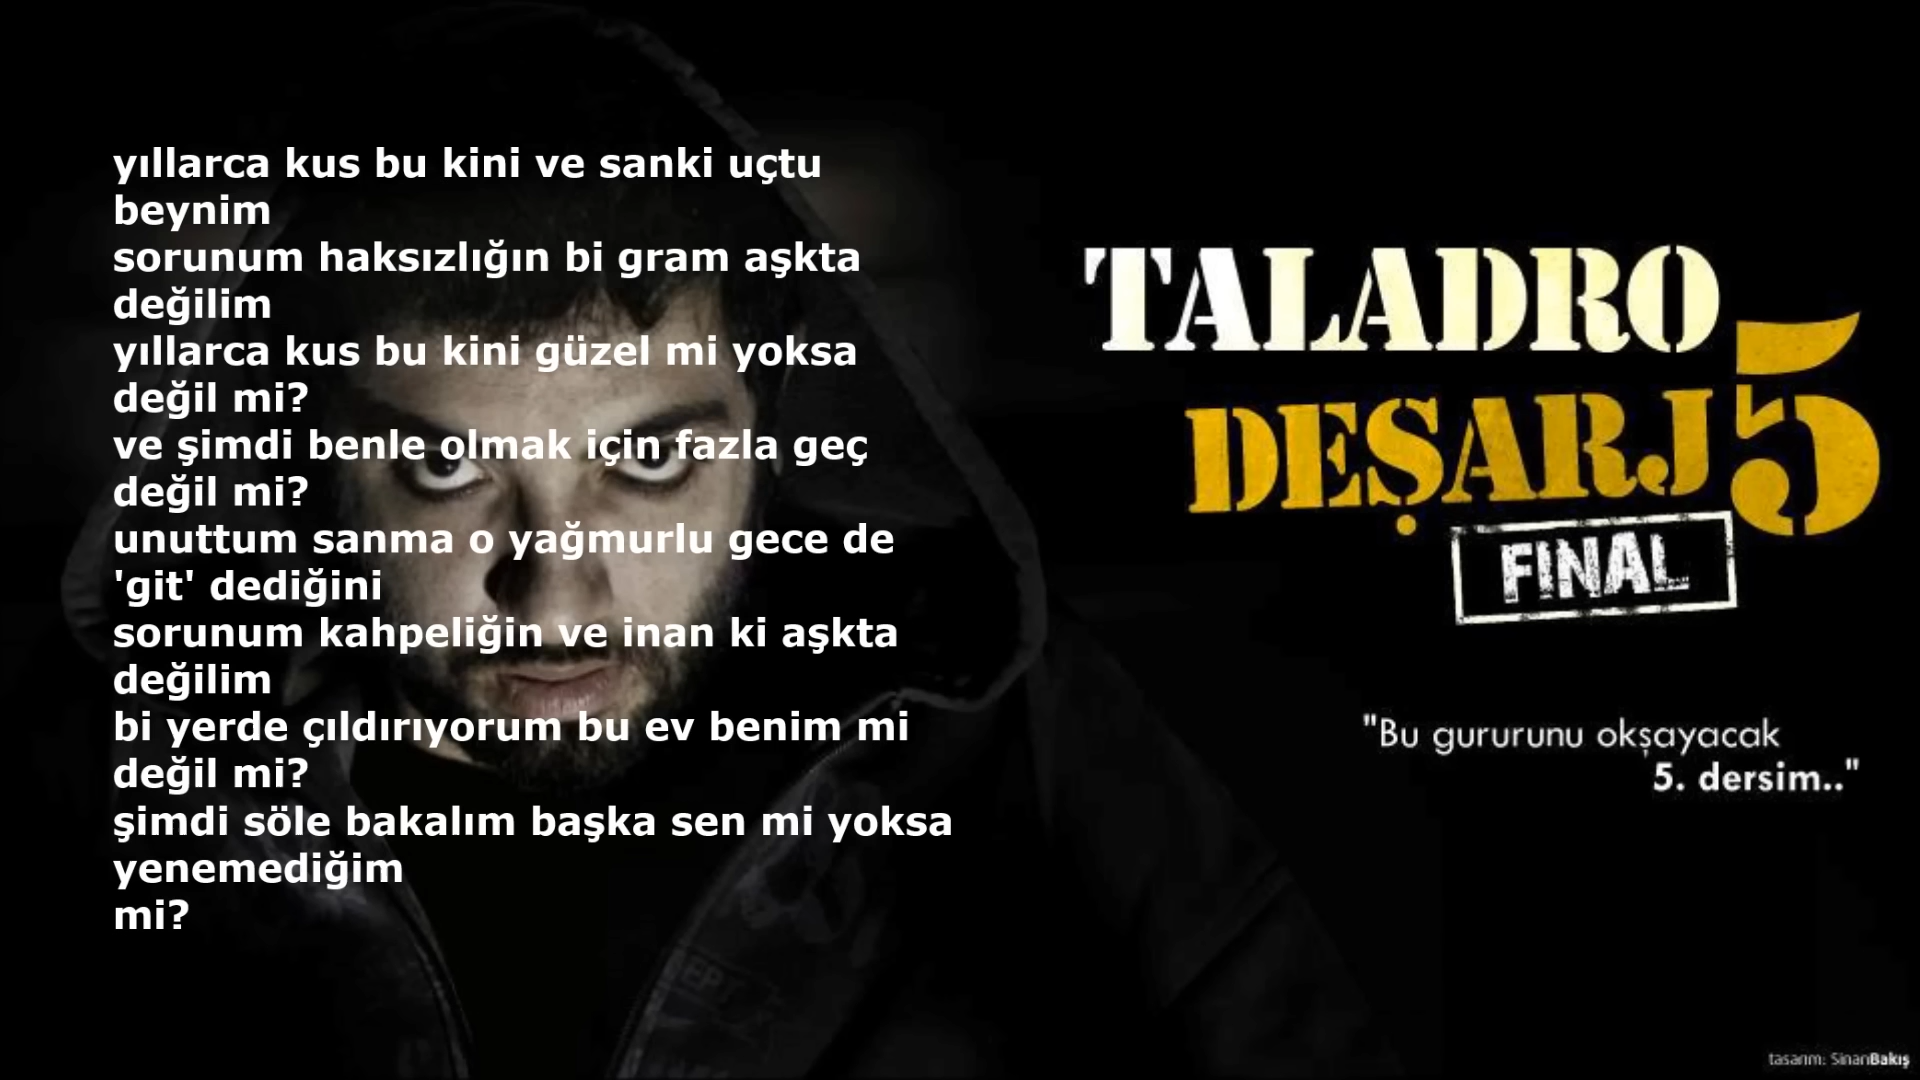 yıllarca kus bu kini ve sanki uçtu
beynim
sorunum haksızlığın bi gram aşkta
değilim
yıllarca kus bu kini güzel mi yoksa
değil mi?
ve şimdi benle olmak için fazla geç
değil mi?
unuttum sanma o yağmurlu gece de
'git' dediğini
sorunum kahpeliğin ve inan ki aşkta
değilim
bi yerde çıldırıyorum bu ev benim mi
değil mi?
şimdi söle bakalım başka sen mi yoksa
yenemediğim
mi?
TALADRO
DEŞARJ 5
FINAL
"Bu gururunu okşayacak
5. dersim.."
tasarım: SinanBakış